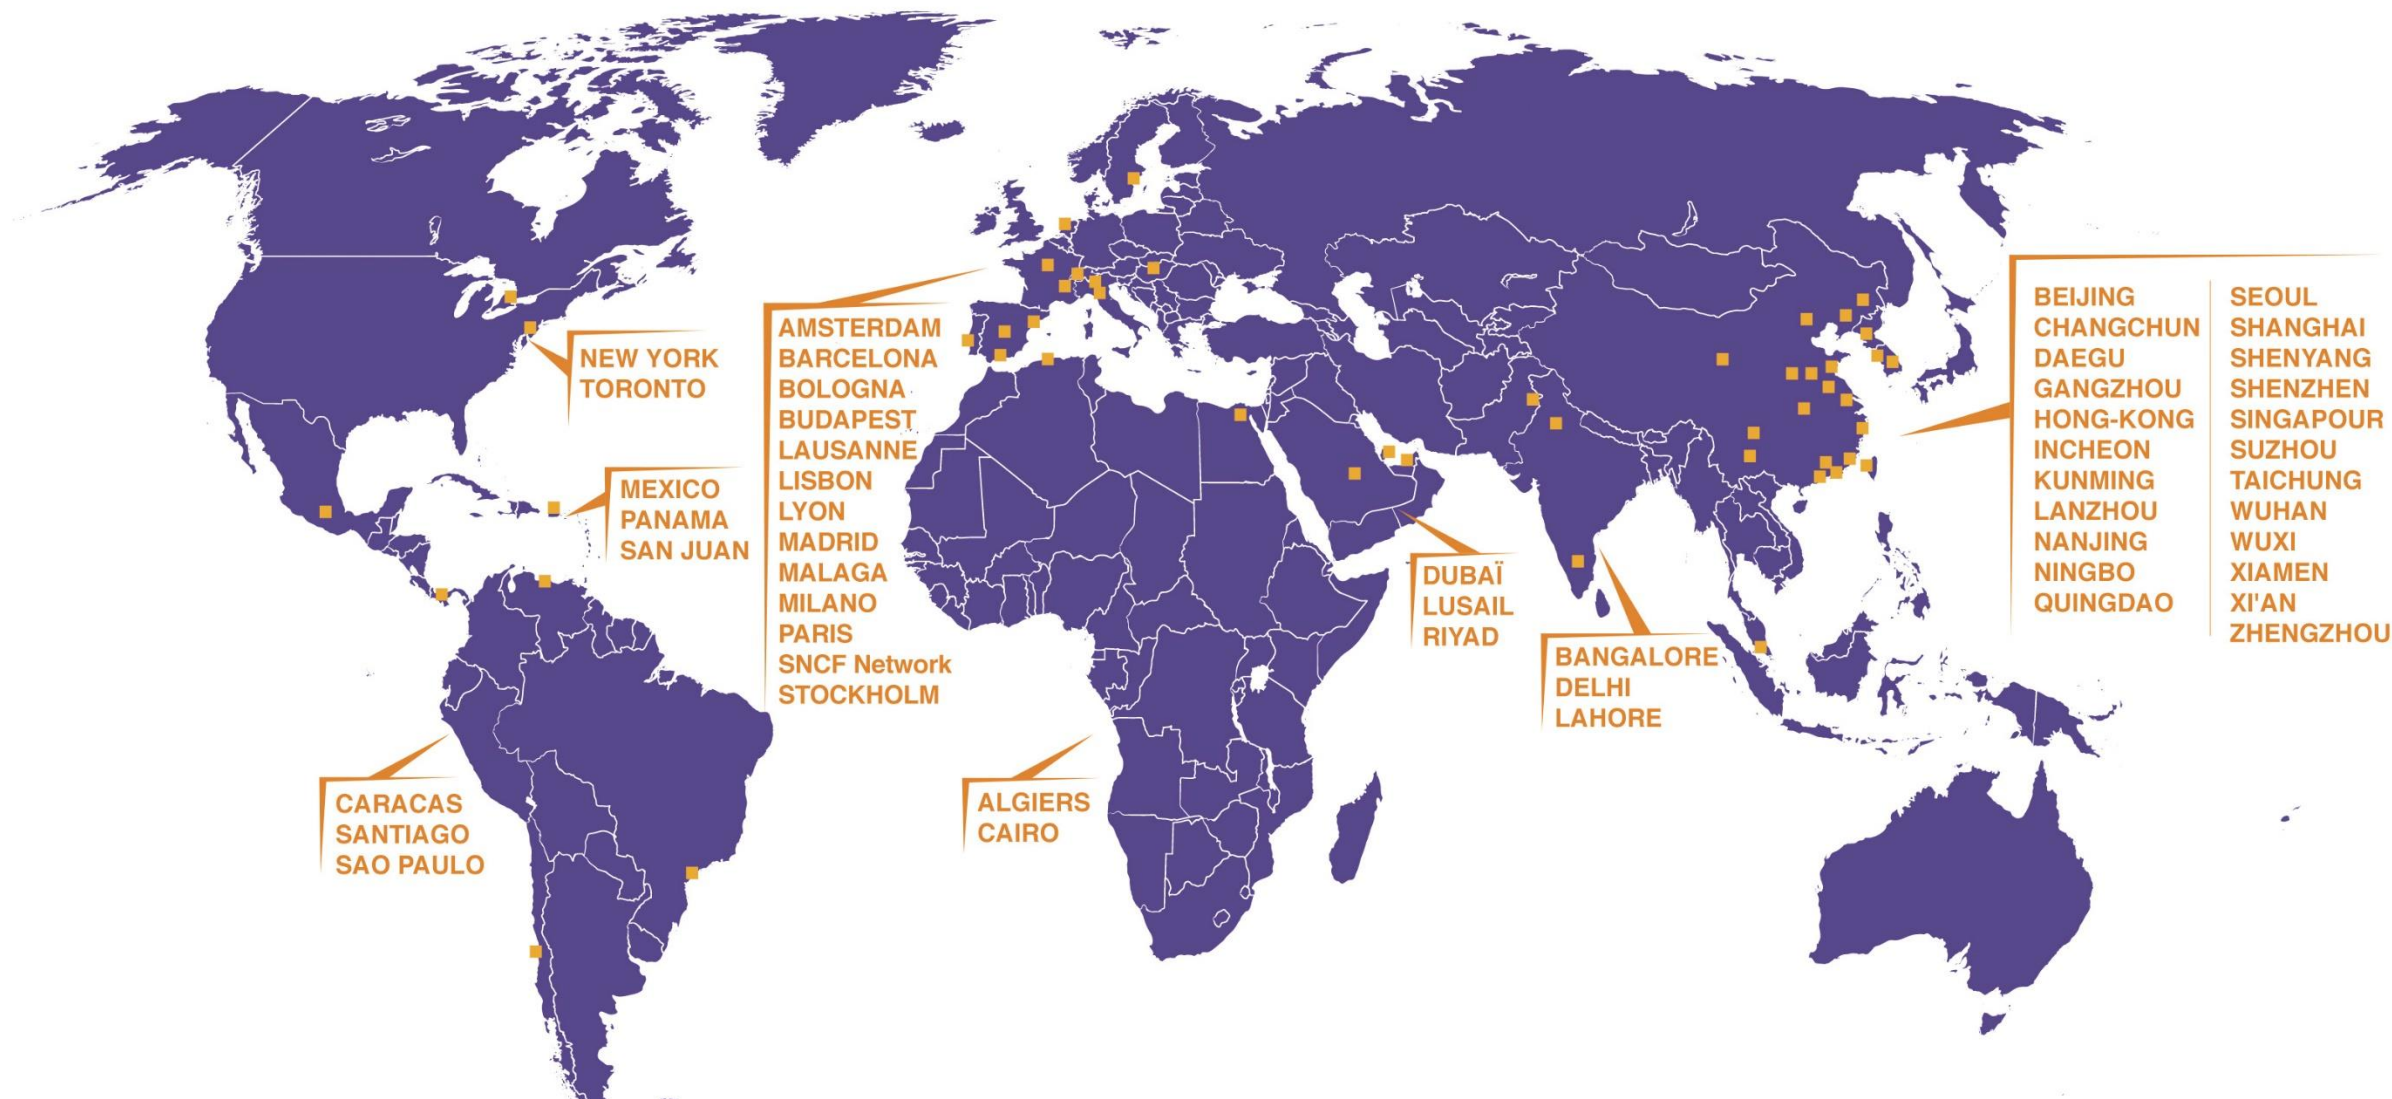 NEW YORK
TORONTO
MEXICO
PANAMA
SAN JUAN
CARACAS
SANTIAGO
SAO PAULO
AMSTERDAM
BARCELONA
BOLOGNA
BUDAPEST
LAUSANNE
LISBON
LYON
MADRID
MALAGA
MILANO
PARIS
SNCF Network
STOCKHOLM
ALGIERS
CAIRO
DUBAÏ
LUSAIL
RIYAD
BANGALORE
DELHI
LAHORE
BEIJING
CHANGCHUN
DAEGU
GANGZHOU
HONG-KONG
INCHEON
KUNMING
LANZHOU
NANJING
NINGBO
QUINGDAO
SEOUL
SHANGHAI
SHENYANG
SHENZHEN
SINGAPOUR
SUZHOU
TAICHUNG
WUHAN
WUXI
XIAMEN
XI'AN
ZHENGZHOU